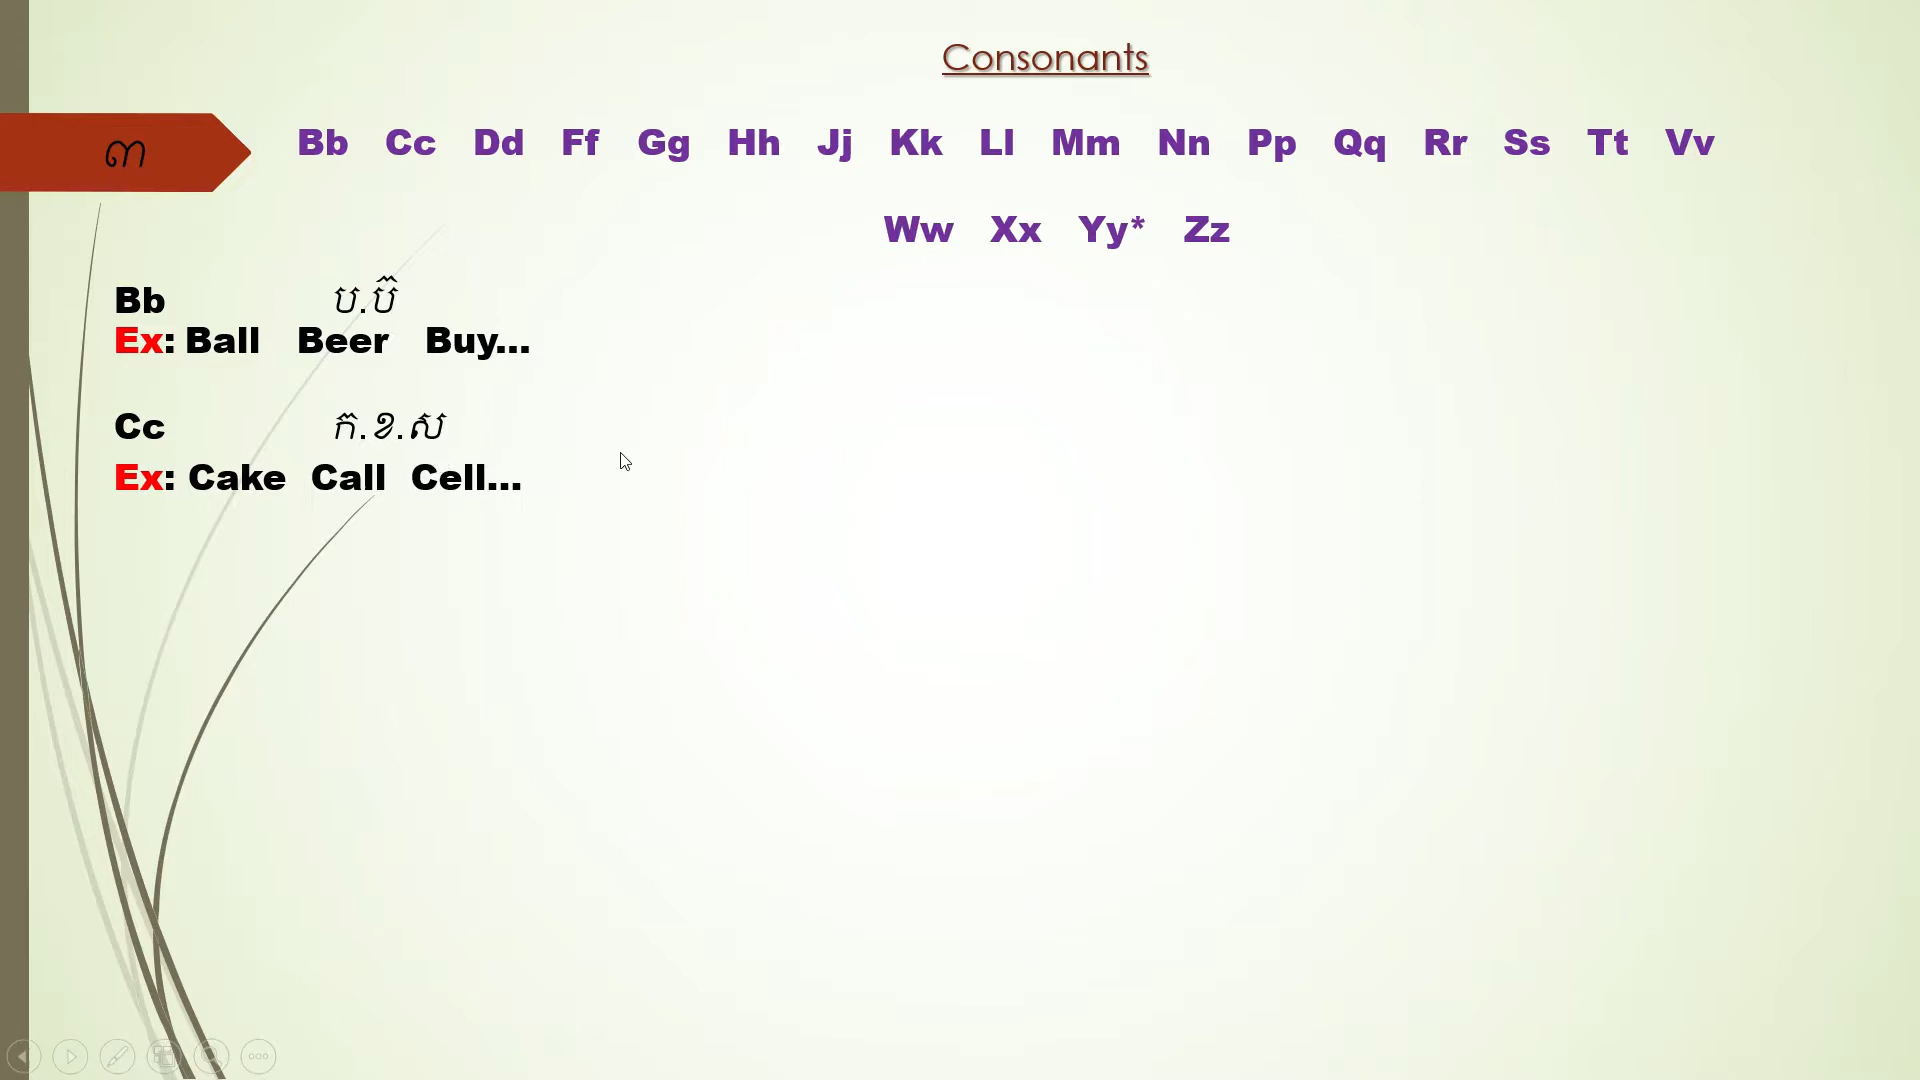 Consonants
៣
Bb Cc Dd Ff Gg Hh Jj Kk Ll Mm Nn Pp Qq Rr Ss Tt Vv
Ww Xx Yy* Zz
Bb ប.ប៊
Ex: Ball Beer Buy...
Cc ក.ខ.ស
Ex: Cake Call Cell...